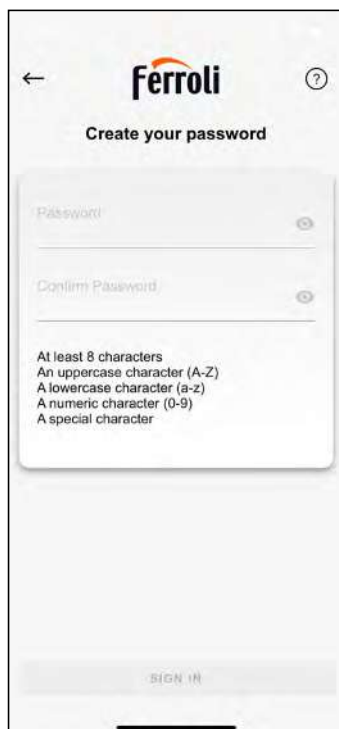 Ferroli
?
Create your password
Password
Confirm Password
At least 8 characters
An uppercase character (A-Z)
A lowercase character (a-z)
A numeric character (0-9)
A special character
SIGN IN